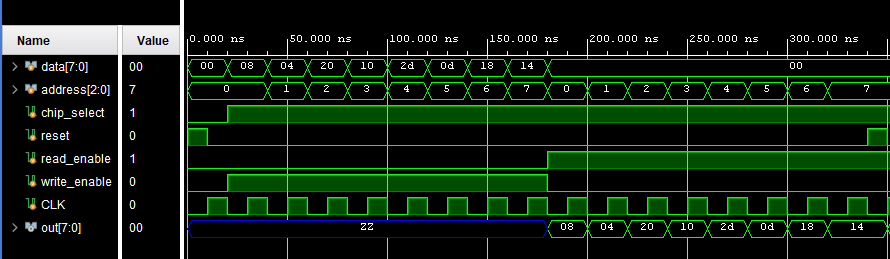 Name Value 0.000 ns 50.000 ns 100.000 ns 150.000 ns 200.000 ns 250.000 ns 300.000 ns
data[7:0] 00 00 08 04 20 10 2d 0d 18 14 00
address[2:0] 7 0 1 2 3 4 5 6 7 0 1 2 3 4 5 6 7
chip_select 1
reset 0
read_enable 1
write_enable 0
CLK 0
out[7:0] 00 ZZ 08 04 20 10 2d 0d 18 14